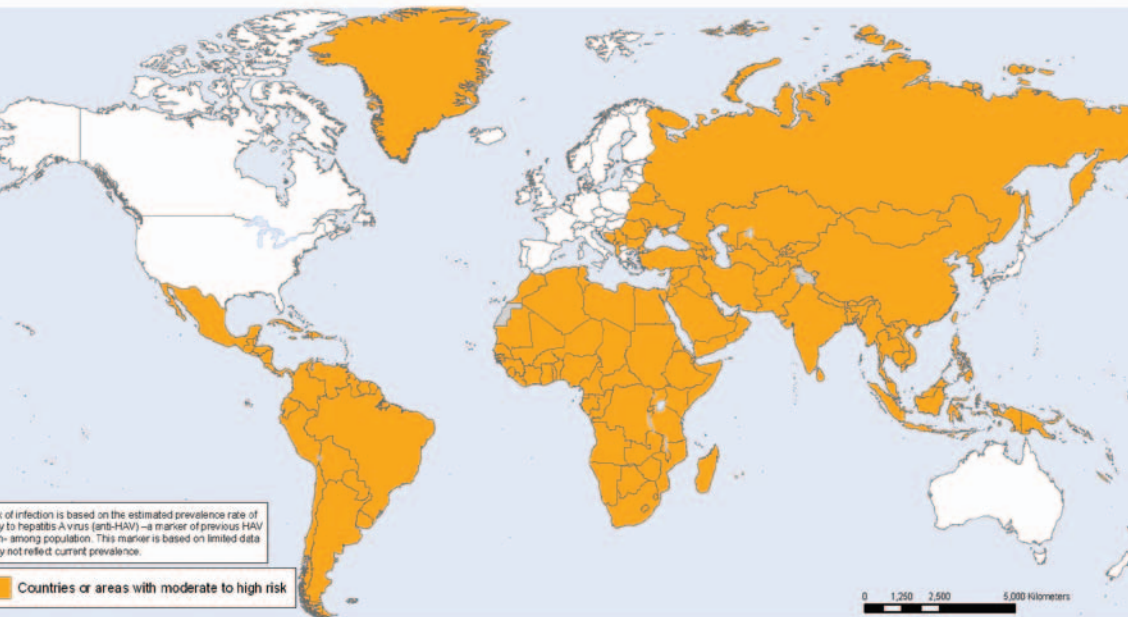 k of infection is based on the estimated prevalence rate of
y to hepatitis A virus (anti-HAV) –a marker of previous HAV
n- among population. This marker is based on limited data
y not reflect current prevalence.
Countries or areas with moderate to high risk
0 1,250 2,500 5,000 Kilometers